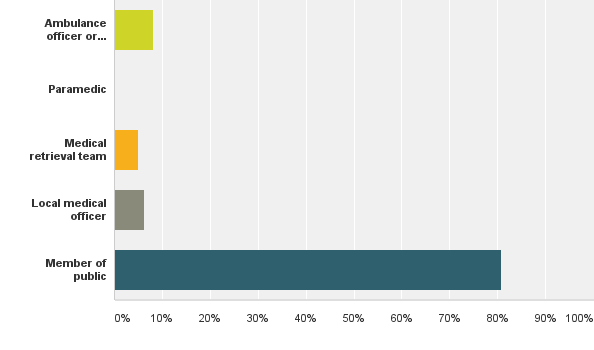 Ambulance
officer or...
Paramedic
Medical
retrieval team
Local medical
officer
Member of
public
0% 10% 20% 30% 40% 50% 60% 70% 80% 90% 100%